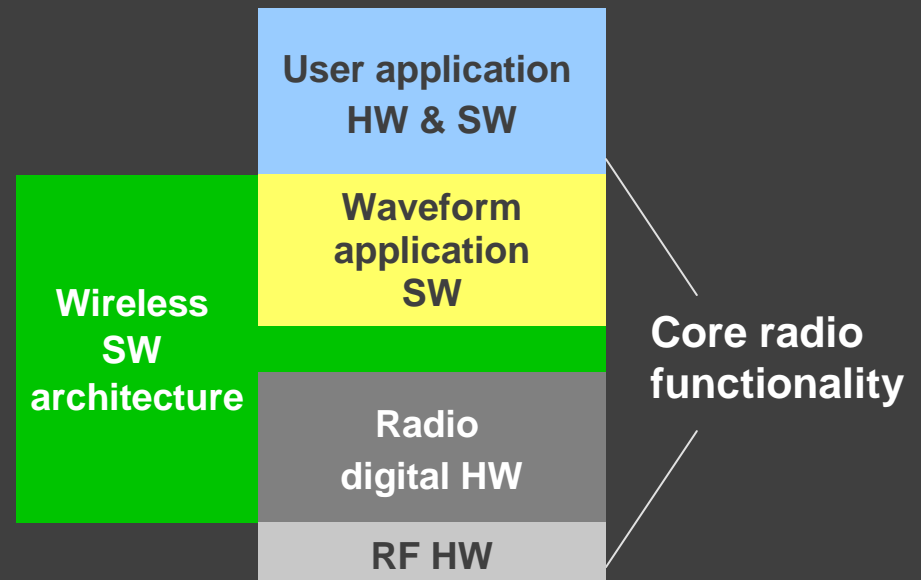 User application
HW & SW
Waveform
application
SW
Wireless
SW
architecture
Core radio
functionality
Radio
digital HW
RF HW